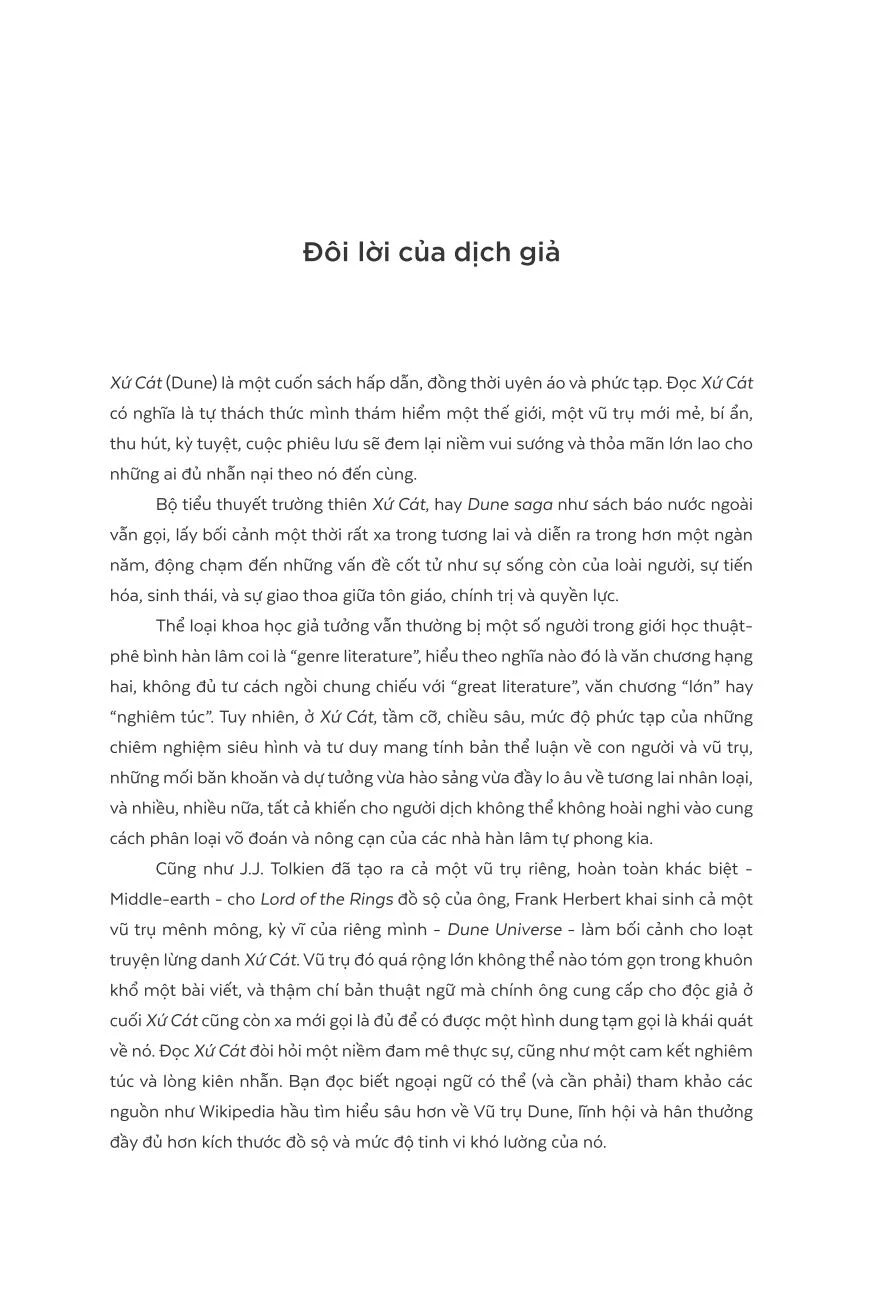 Đôi lời của dịch giả
Xứ Cát (Dune) là một cuốn sách hấp dẫn, đồng thời uyên áo và phức tạp. Đọc Xứ Cát
có nghĩa là tự thách thức mình thám hiểm một thế giới, một vũ trụ mới mẻ, bí ẩn,
thu hút, kỳ tuyệt, cuộc phiêu lưu sẽ đem lại niềm vui sướng và thỏa mãn lớn lao cho
những ai đủ nhẫn nại theo nó đến cùng.
Bộ tiểu thuyết trường thiên Xứ Cát, hay Dune saga như sách báo nước ngoài
vẫn gọi, lấy bối cảnh một thời rất xa trong tương lai và diễn ra trong hơn một ngàn
năm, động chạm đến những vấn đề cốt tử như sự sống còn của loài người, sự tiến
hóa, sinh thái, và sự giao thoa giữa tôn giáo, chính trị và quyền lực.
Thể loại khoa học giả tưởng vẫn thường bị một số người trong giới học thuật-
phê bình hàn lâm coi là “genre literature”, hiểu theo nghĩa nào đó là văn chương hạng
hai, không đủ tư cách ngồi chung chiếu với “great literature”, văn chương “lớn” hay
“nghiêm túc”. Tuy nhiên, ở Xứ Cát, tầm cỡ, chiều sâu, mức độ phức tạp của những
chiêm nghiệm siêu hình và tư duy mang tính bản thể luận về con người và vũ trụ,
những mối băn khoăn và dự tưởng vừa hào sảng vừa đầy lo âu về tương lai nhân loại,
và nhiều, nhiều nữa, tất cả khiến cho người dịch không thể không hoài nghi vào cung
cách phân loại võ đoán và nông cạn của các nhà hàn lâm tự phong kia.
Cũng như J.J. Tolkien đã tạo ra cả một vũ trụ riêng, hoàn toàn khác biệt -
Middle-earth - cho Lord of the Rings đồ sộ của ông, Frank Herbert khai sinh cả một
vũ trụ mênh mông, kỳ vĩ của riêng mình - Dune Universe - làm bối cảnh cho loạt
truyện lừng danh Xứ Cát. Vũ trụ đó quá rộng lớn không thể nào tóm gọn trong khuôn
khổ một bài viết, và thậm chí bản thuật ngữ mà chính ông cung cấp cho độc giả ở
cuối Xứ Cát cũng còn xa mới gọi là đủ để có được một hình dung tạm gọi là khái quát
về nó. Đọc Xứ Cát đòi hỏi một niềm đam mê thực sự, cũng như một cam kết nghiêm
túc và lòng kiên nhẫn. Bạn đọc biết ngoại ngữ có thể (và cần phải) tham khảo các
nguồn như Wikipedia hầu tìm hiểu sâu hơn về Vũ trụ Dune, lĩnh hội và hân thưởng
đầy đủ hơn kích thước đồ sộ và mức độ tinh vi khó lường của nó.